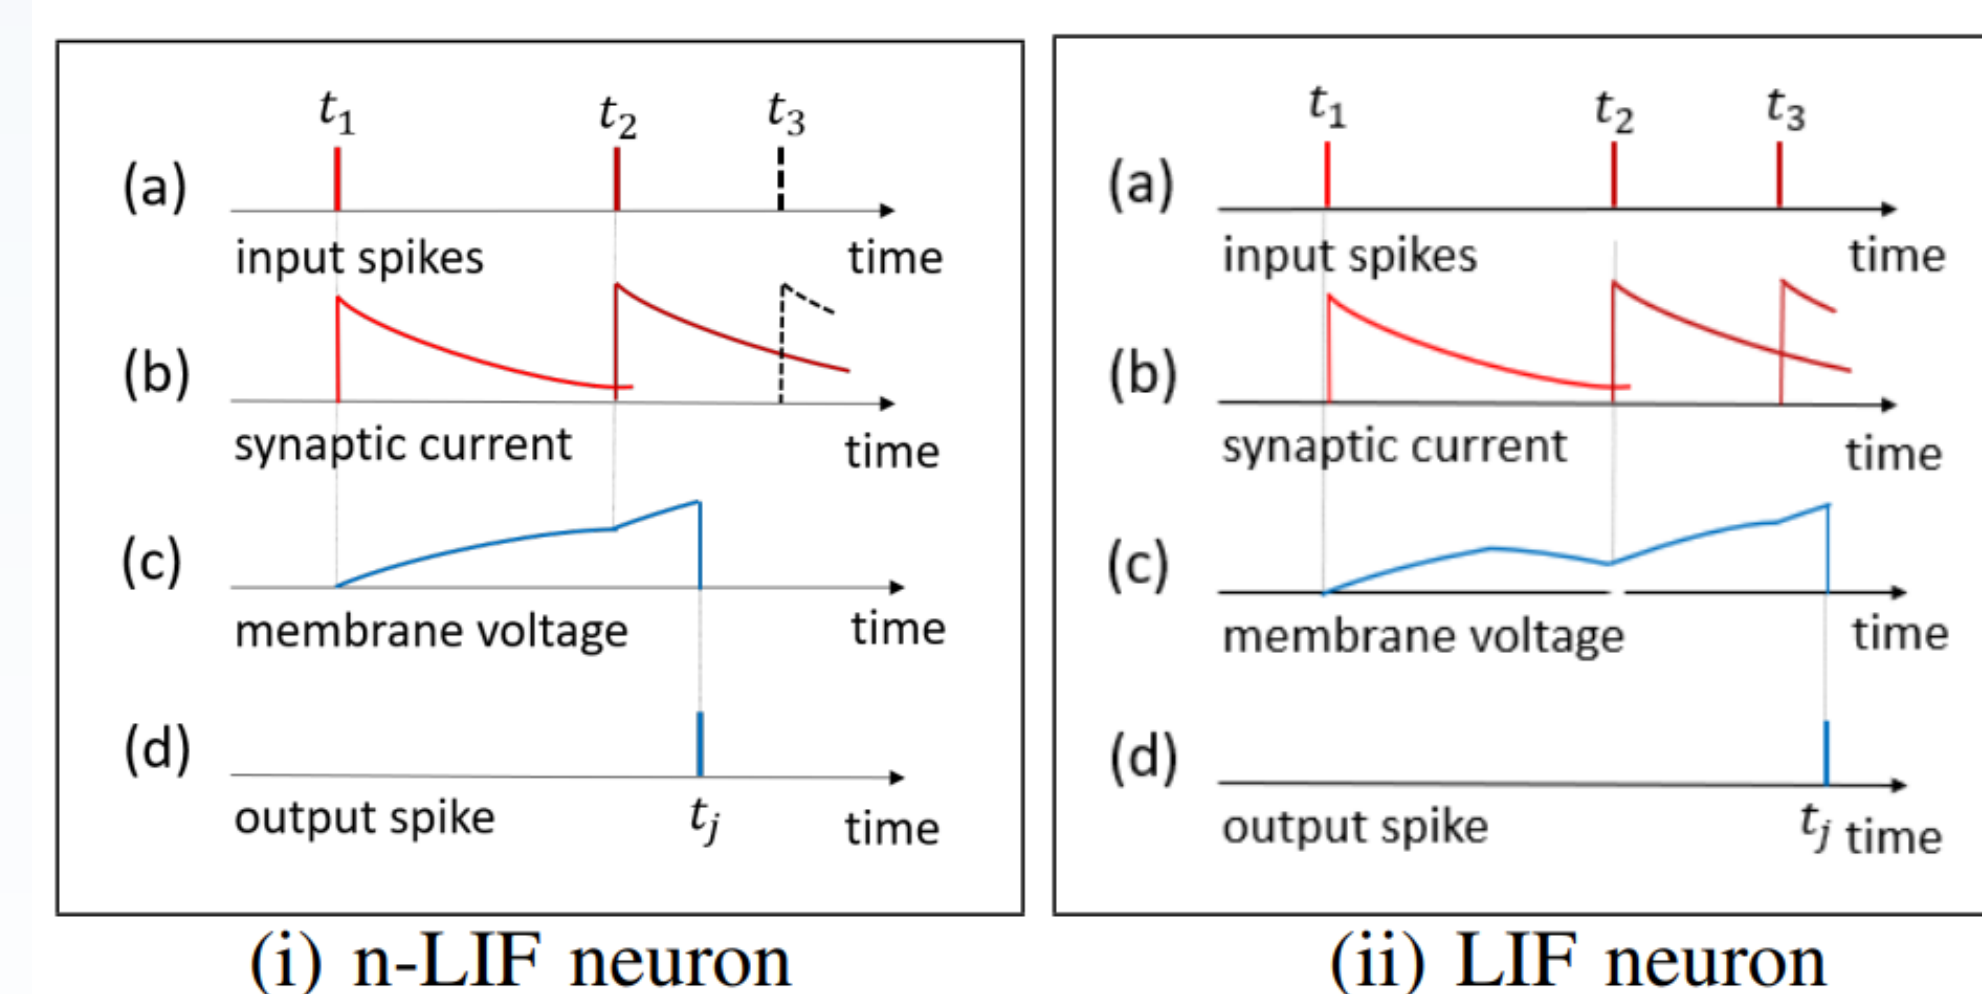 t₁ t₂ t₃
(a)
input spikes time
(b)
synaptic current time
(c)
membrane voltage time
(d)
output spike tⱼ time
(i) n-LIF neuron
t₁ t₂ t₃
(a)
input spikes time
(b)
synaptic current time
(c)
membrane voltage time
(d)
output spike tⱼ time
(ii) LIF neuron